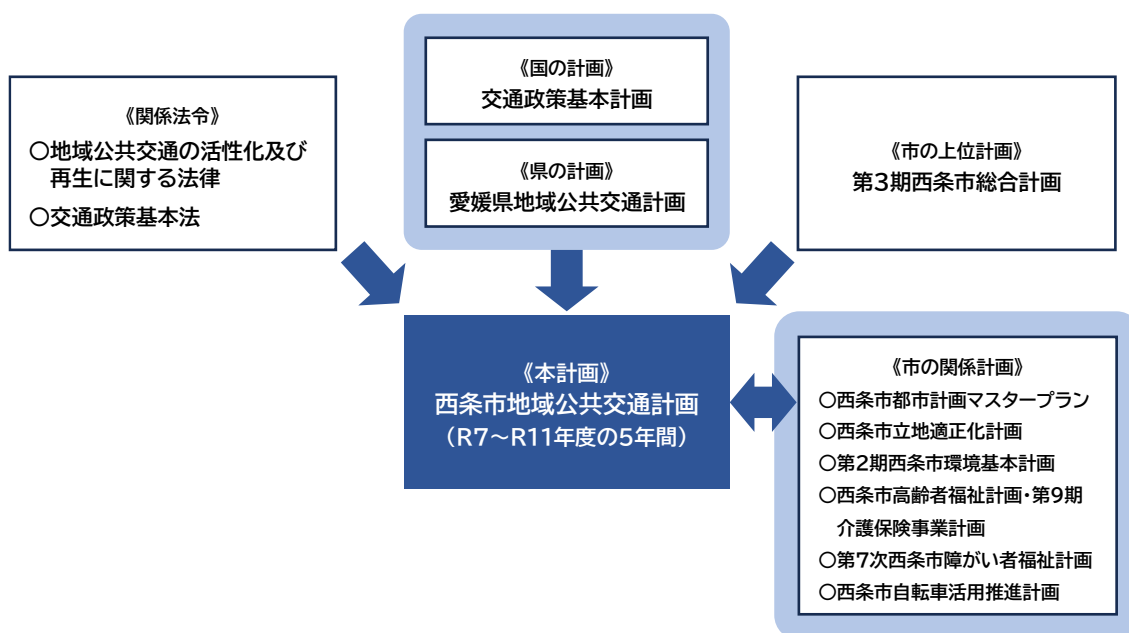 《関係法令》
〇地域公共交通の活性化及び
再生に関する法律
〇交通政策基本法
《国の計画》
交通政策基本計画
《県の計画》
愛媛県地域公共交通計画
《市の上位計画》
第3期西条市総合計画
《本計画》
西条市地域公共交通計画
（R7～R11年度の5年間）
《市の関係計画》
〇西条市都市計画マスタープラン
〇西条市立地適正化計画
〇第2期西条市環境基本計画
〇西条市高齢者福祉計画・第9期
介護保険事業計画
〇第7次西条市障がい者福祉計画
〇西条市自転車活用推進計画